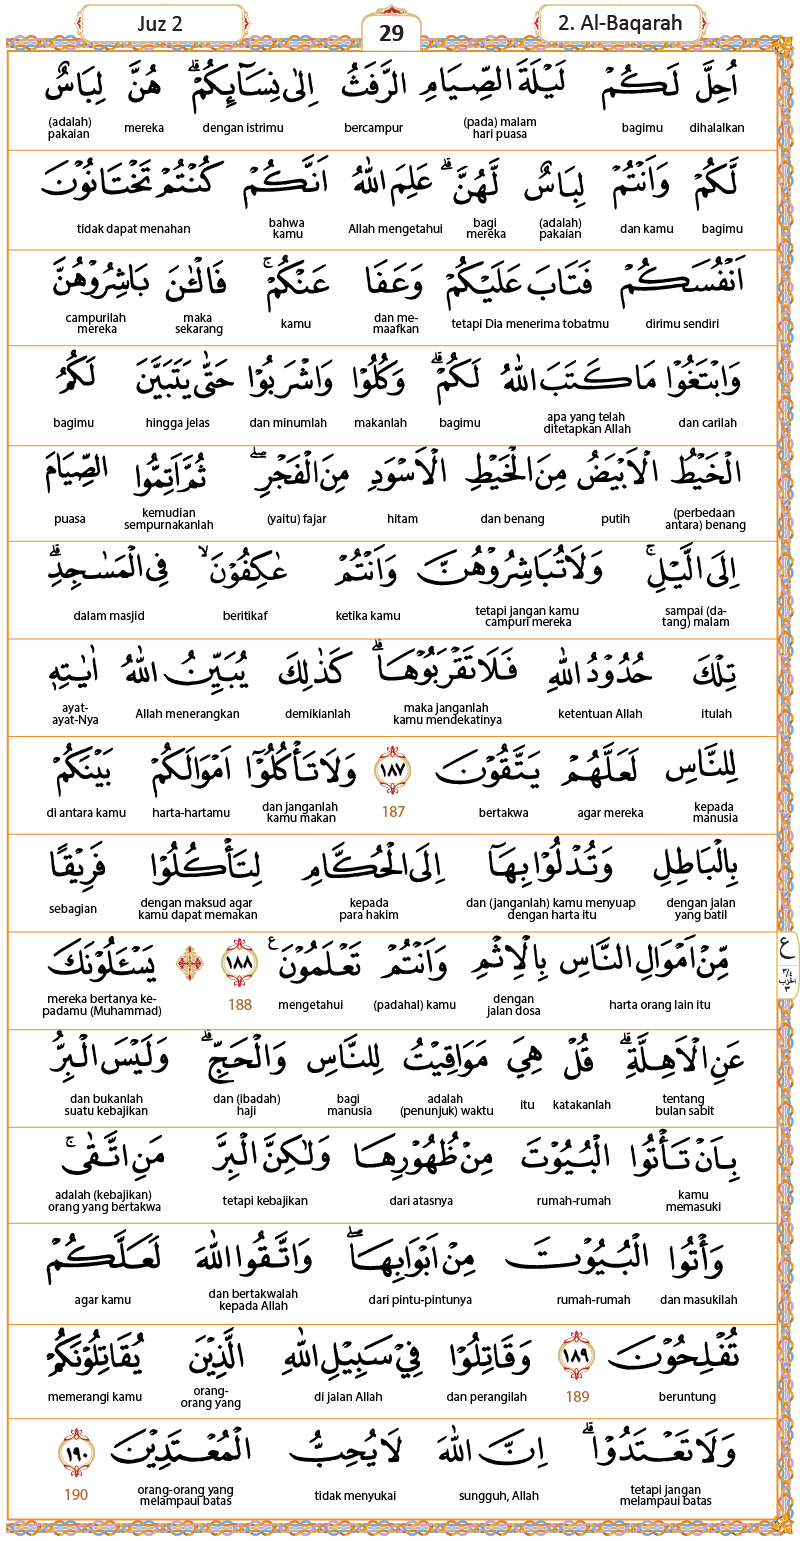 Juz 2
29
2. Al-Baqarah
اُحِلَّ لَكُمْ لَيْلَةَ الصِّيَامِ الرَّفَثُ اِلٰى نِسَاۤىِٕكُمْ ۗ هُنَّ لِبَاسٌ
dihalalkan bagimu (pada) malam hari puasa bercampur dengan istrimu mereka (adalah) pakaian
لَّكُمْ وَاَنْتُمْ لِبَاسٌ لَّهُنَّ ۗ عَلِمَ اللّٰهُ اَنَّكُمْ كُنْتُمْ تَخْتَانُوْنَ
bagimu dan kamu (adalah) pakaian bagi mereka Allah mengetahui bahwa kamu tidak dapat menahan
اَنْفُسَكُمْ فَتَابَ عَلَيْكُمْ وَعَفَا عَنْكُمْ ۚ فَالْـٰٔنَ بَاشِرُوْهُنَّ
dirimu sendiri tetapi Dia menerima tobatmu dan me-maafkan kamu maka sekarang campurilah mereka
وَابْتَغُوْا مَا كَتَبَ اللّٰهُ لَكُمْ ۗ وَكُلُوْا وَاشْرَبُوْا حَتّٰى يَتَبَيَّنَ لَكُمُ
dan carilah apa yang telah ditetapkan Allah bagimu makanlah dan minumlah hingga jelas bagimu
الْخَيْطُ الْاَبْيَضُ مِنَ الْخَيْطِ الْاَسْوَدِ مِنَ الْفَجْرِ ۖ ثُمَّ اَتِمُّوا الصِّيَامَ
(perbedaan antara) benang putih dan benang hitam (yaitu) fajar kemudian sempurnakanlah puasa
اِلَى الَّيْلِ ۚ وَلَا تُبَاشِرُوْهُنَّ وَاَنْتُمْ عٰكِفُوْنَ ۙ فِى الْمَسٰجِدِ ۗ
sampai (da-tang) malam tetapi jangan kamu campuri mereka ketika kamu beritikaf dalam masjid
تِلْكَ حُدُوْدُ اللّٰهِ فَلَا تَقْرَبُوْهَا ۗ كَذٰلِكَ يُبَيِّنُ اللّٰهُ اٰيٰتِهٖ
itulah ketentuan Allah maka janganlah kamu mendekatinya demikianlah Allah menerangkan ayat-ayat-Nya
لِلنَّاسِ لَعَلَّهُمْ يَتَّقُوْنَ ١٨٧ وَلَا تَأْكُلُوْٓا اَمْوَالَكُمْ بَيْنَكُمْ
kepada manusia agar mereka bertakwa 187 dan janganlah kamu makan harta-hartamu di antara kamu
بِالْبَاطِلِ وَتُدْلُوْا بِهَآ اِلَى الْحُكَّامِ لِتَأْكُلُوْا فَرِيْقًا
dengan jalan yang batil dan (janganlah) kamu menyuap dengan harta itu kepada para hakim dengan maksud agar kamu dapat memakan sebagian
مِّنْ اَمْوَالِ النَّاسِ بِالْاِثْمِ وَاَنْتُمْ تَعْلَمُوْنَ ࣖ ١٨٨ يَسْـَٔلُوْنَكَ
harta orang lain itu dengan jalan dosa (padahal) kamu mengetahui 188 mereka bertanya ke-padamu (Muhammad)
ع
٣/٤
الحزب
٣
عَنِ الْاَهِلَّةِ ۗ قُلْ هِيَ مَوَاقِيْتُ لِلنَّاسِ وَالْحَجِّ ۗ وَلَيْسَ الْبِرُّ
tentang bulan sabit katakanlah itu adalah (penunjuk) waktu bagi manusia dan (ibadah) haji dan bukanlah suatu kebajikan
بِاَنْ تَأْتُوا الْبُيُوْتَ مِنْ ظُهُوْرِهَا وَلٰكِنَّ الْبِرَّ مَنِ اتَّقٰى ۚ
kamu memasuki rumah-rumah dari atasnya tetapi kebajikan adalah (kebajikan) orang yang bertakwa
وَأْتُوا الْبُيُوْتَ مِنْ اَبْوَابِهَا ۖ وَاتَّقُوا اللّٰهَ لَعَلَّكُمْ
dan masukilah rumah-rumah dari pintu-pintunya dan bertakwalah kepada Allah agar kamu
تُفْلِحُوْنَ ١٨٩ وَقَاتِلُوْا فِيْ سَبِيْلِ اللّٰهِ الَّذِيْنَ يُقَاتِلُوْنَكُمْ
beruntung 189 dan perangilah di jalan Allah orang-orang yang memerangi kamu
وَلَا تَعْتَدُوْا ۗ اِنَّ اللّٰهَ لَا يُحِبُّ الْمُعْتَدِيْنَ ١٩٠
tetapi jangan melampaui batas sungguh, Allah tidak menyukai orang-orang yang melampaui batas 190